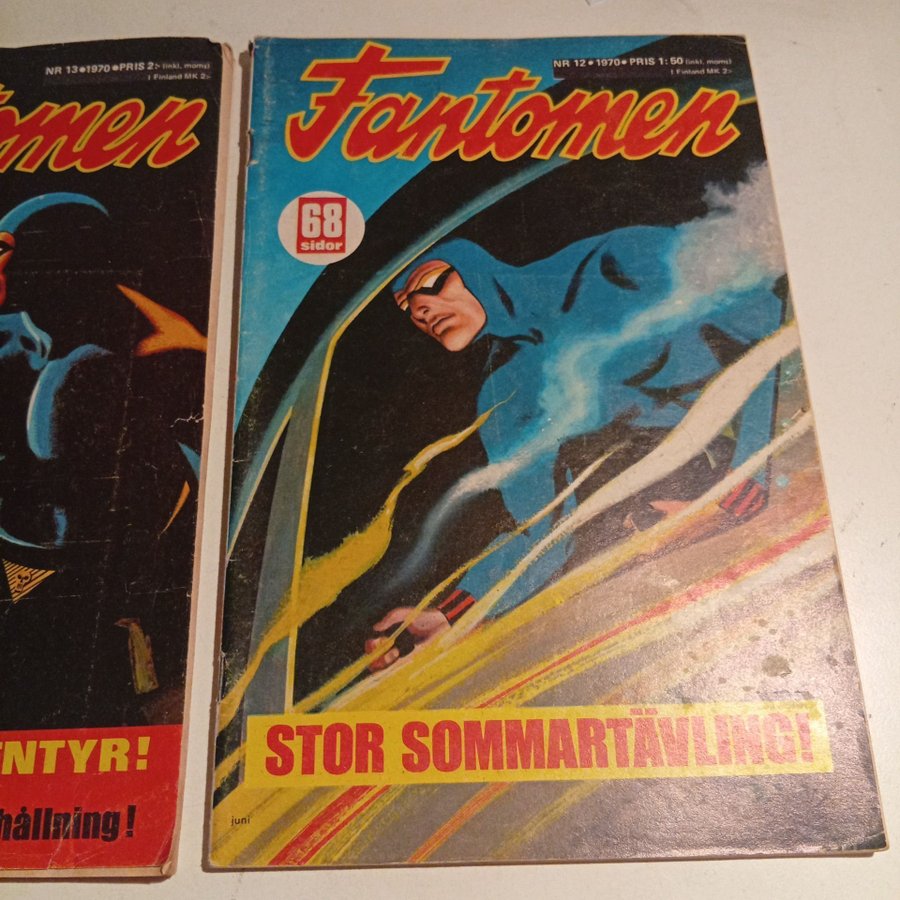 NR 13•1970•PRIS 2:- (inkl. moms)
I Finland MK 2:-
tomen
ENTYR!
hållning!
NR 12•1970•PRIS 1:50 (inkl. moms)
I Finland MK 2:-
Fantomen
68
sidor
STOR SOMMARTÄVLING!
juni